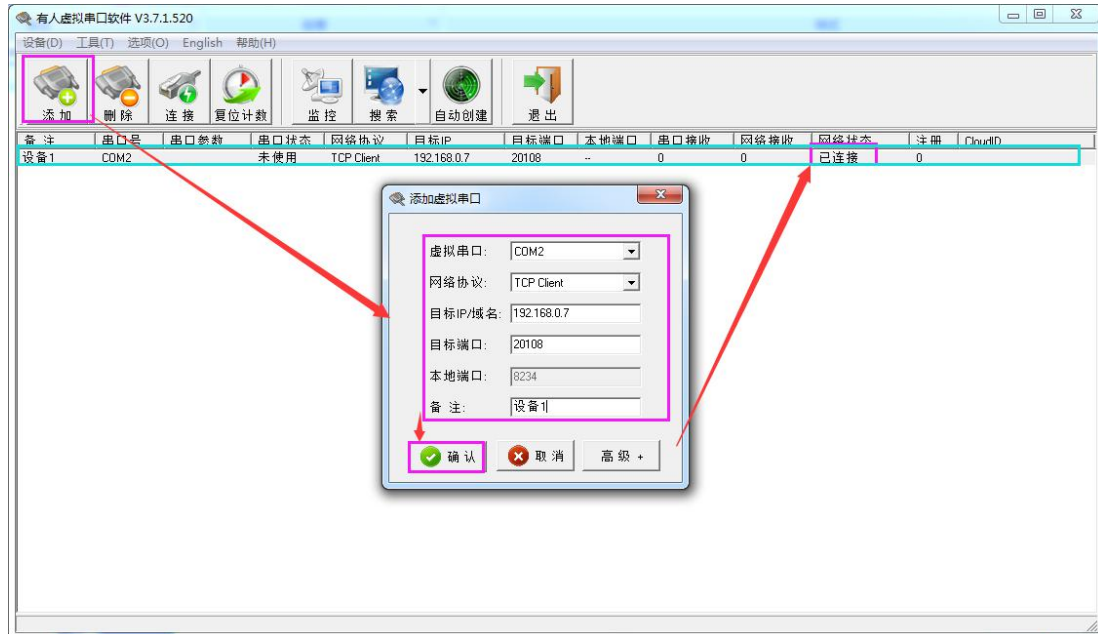 有人虚拟串口软件 V3.7.1.520
设备(D) 工具(T) 选项(O) English 帮助(H)
添加 删除 连接 复位计数 监控 搜索 自动创建 退出
备 注 串口号 串口参数 串口状态 网络协议 目标IP 目标端口 本地端口 串口接收 网络接收 网络状态 注册 CloudID
设备1 COM2 未使用 TCP Client 192.168.0.7 20108 -- 0 0 已连接 0
添加虚拟串口
虚拟串口: COM2
网络协议: TCP Client
目标IP/域名: 192.168.0.7
目标端口: 20108
本地端口: 8234
备 注: 设备1
确认 取消 高级 +